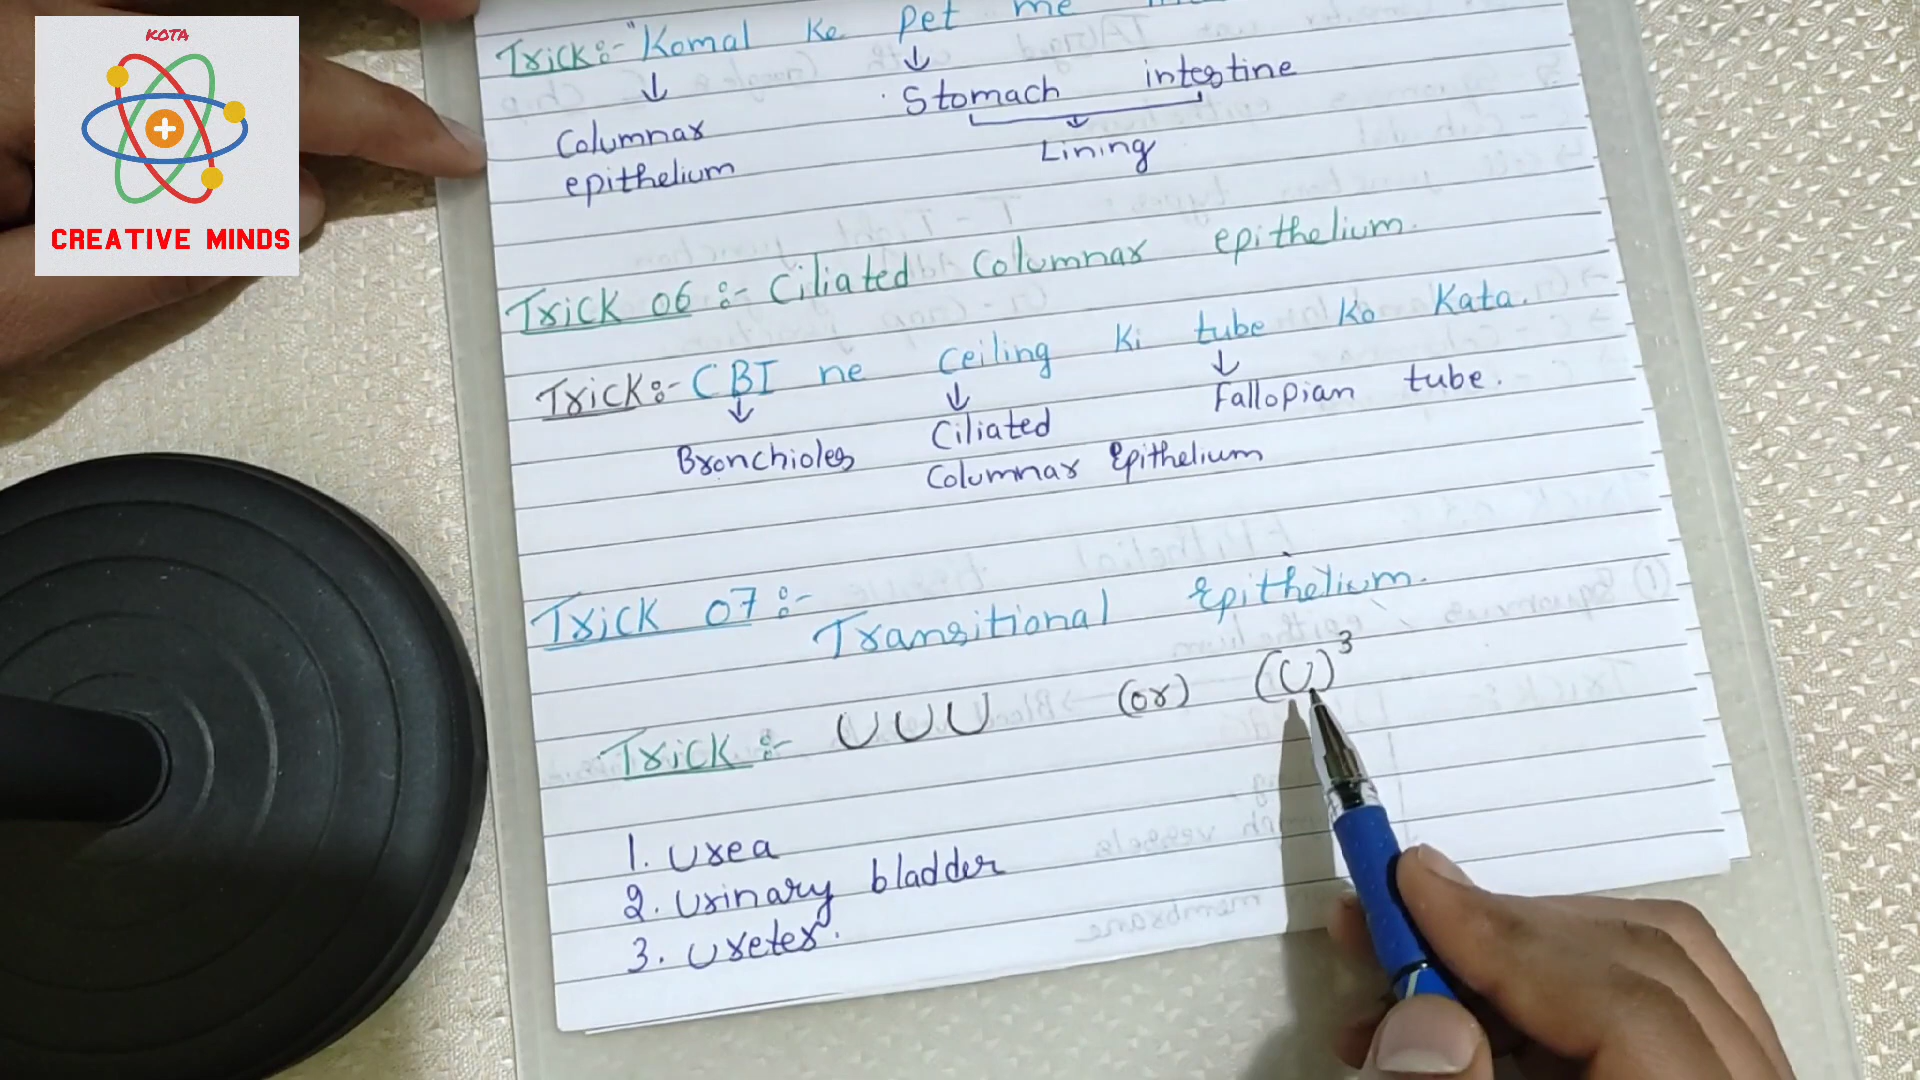 KOTA
CREATIVE MINDS
Trick:- "Komal ke pet me
Columnar
epithelium
Stomach intestine
Lining
Trick 06 :- Ciliated Columnar epithelium.
Trick:- CBI ne ceiling ki tube ko kata.
Bronchioles
Ciliated
Columnar Epithelium
Fallopian tube.
Trick 07 :-
Transitional Epithelium.
Trick :- UUU (or) (U)³
1. urea
2. urinary bladder
3. ureter.